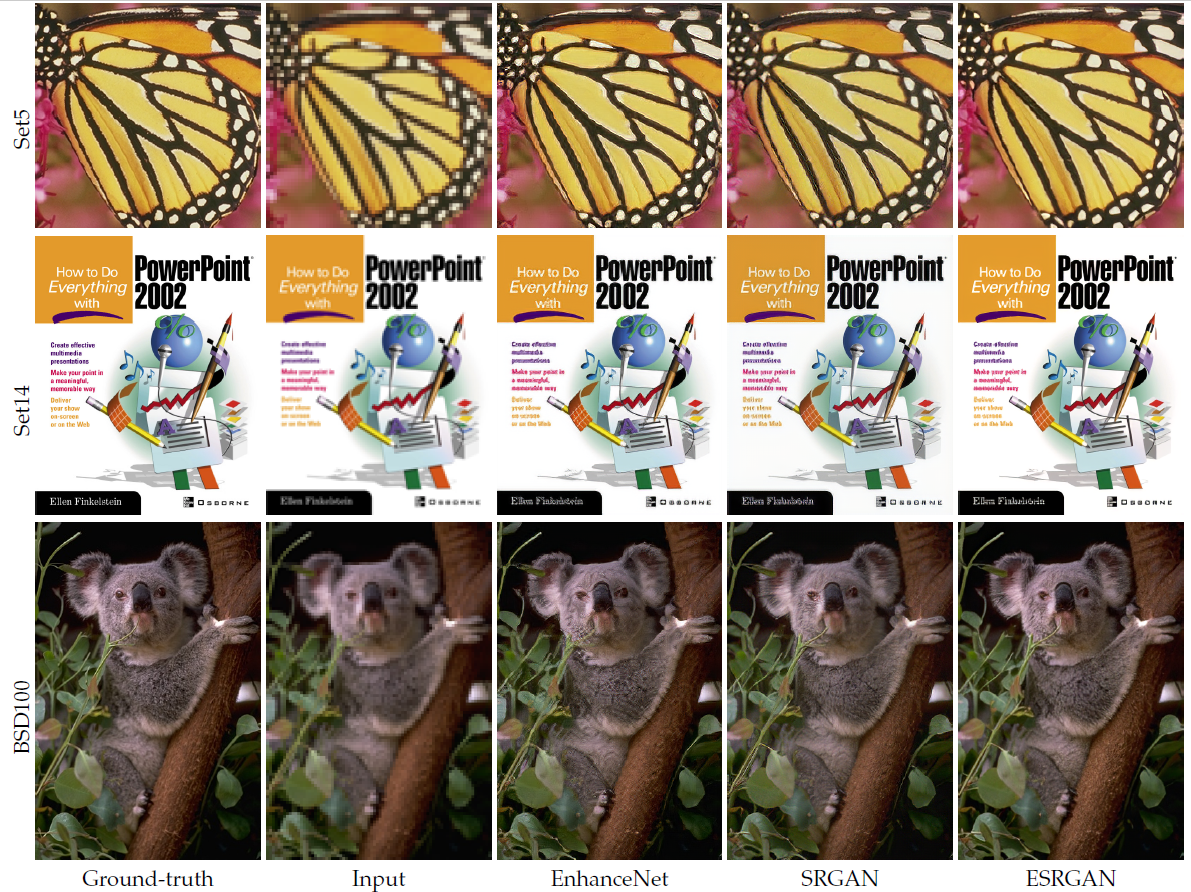 Set5
Set14
How to Do
Everything
with
PowerPoint
2002
Create effective
multimedia
presentations
Make your point in
a meaningful,
memorable way
Deliver
your show
on-screen
or on the Web
Ellen Finkelstein
OSBORNE
How to Do
Everything
with
PowerPoint
2002
Create effective
multimedia
presentations
Make your point in
a meaningful,
memorable way
Deliver
your show
on-screen
or on the Web
Ellen Finkelstein
OSBORNE
How to Do
Everything
with
PowerPoint
2002
Create effective
multimedia
presentations
Make your point in
a meaningful,
memorable way
Deliver
your show
on-screen
or on the Web
Ellen Finkelstein
OSBORNE
How to Do
Everything
with
PowerPoint
2002
Create effective
multimedia
presentations
Make your point in
a meaningful,
memorable way
Deliver
your show
on-screen
or on the Web
Ellen Finkelstein
OSBORNE
How to Do
Everything
with
PowerPoint
2002
Create effective
multimedia
presentations
Make your point in
a meaningful,
memorable way
Deliver
your show
on-screen
or on the Web
Ellen Finkelstein
OSBORNE
BSD100
Ground-truth
Input
EnhanceNet
SRGAN
ESRGAN